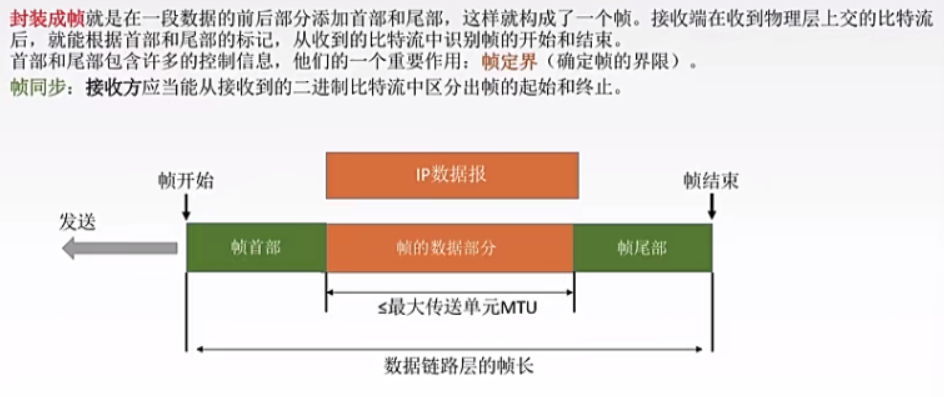 封装成帧就是在一段数据的前后部分添加首部和尾部，这样就构成了一个帧。接收端在收到物理层上交的比特流
后，就能根据首部和尾部的标记，从收到的比特流中识别帧的开始和结束。
首部和尾部包含许多的控制信息，他们的一个重要作用：帧定界（确定帧的界限）。
帧同步：接收方应当能从接收到的二进制比特流中区分出帧的起始和终止。
IP数据报
帧开始
帧结束
发送
帧首部
帧的数据部分
帧尾部
≤最大传送单元MTU
数据链路层的帧长